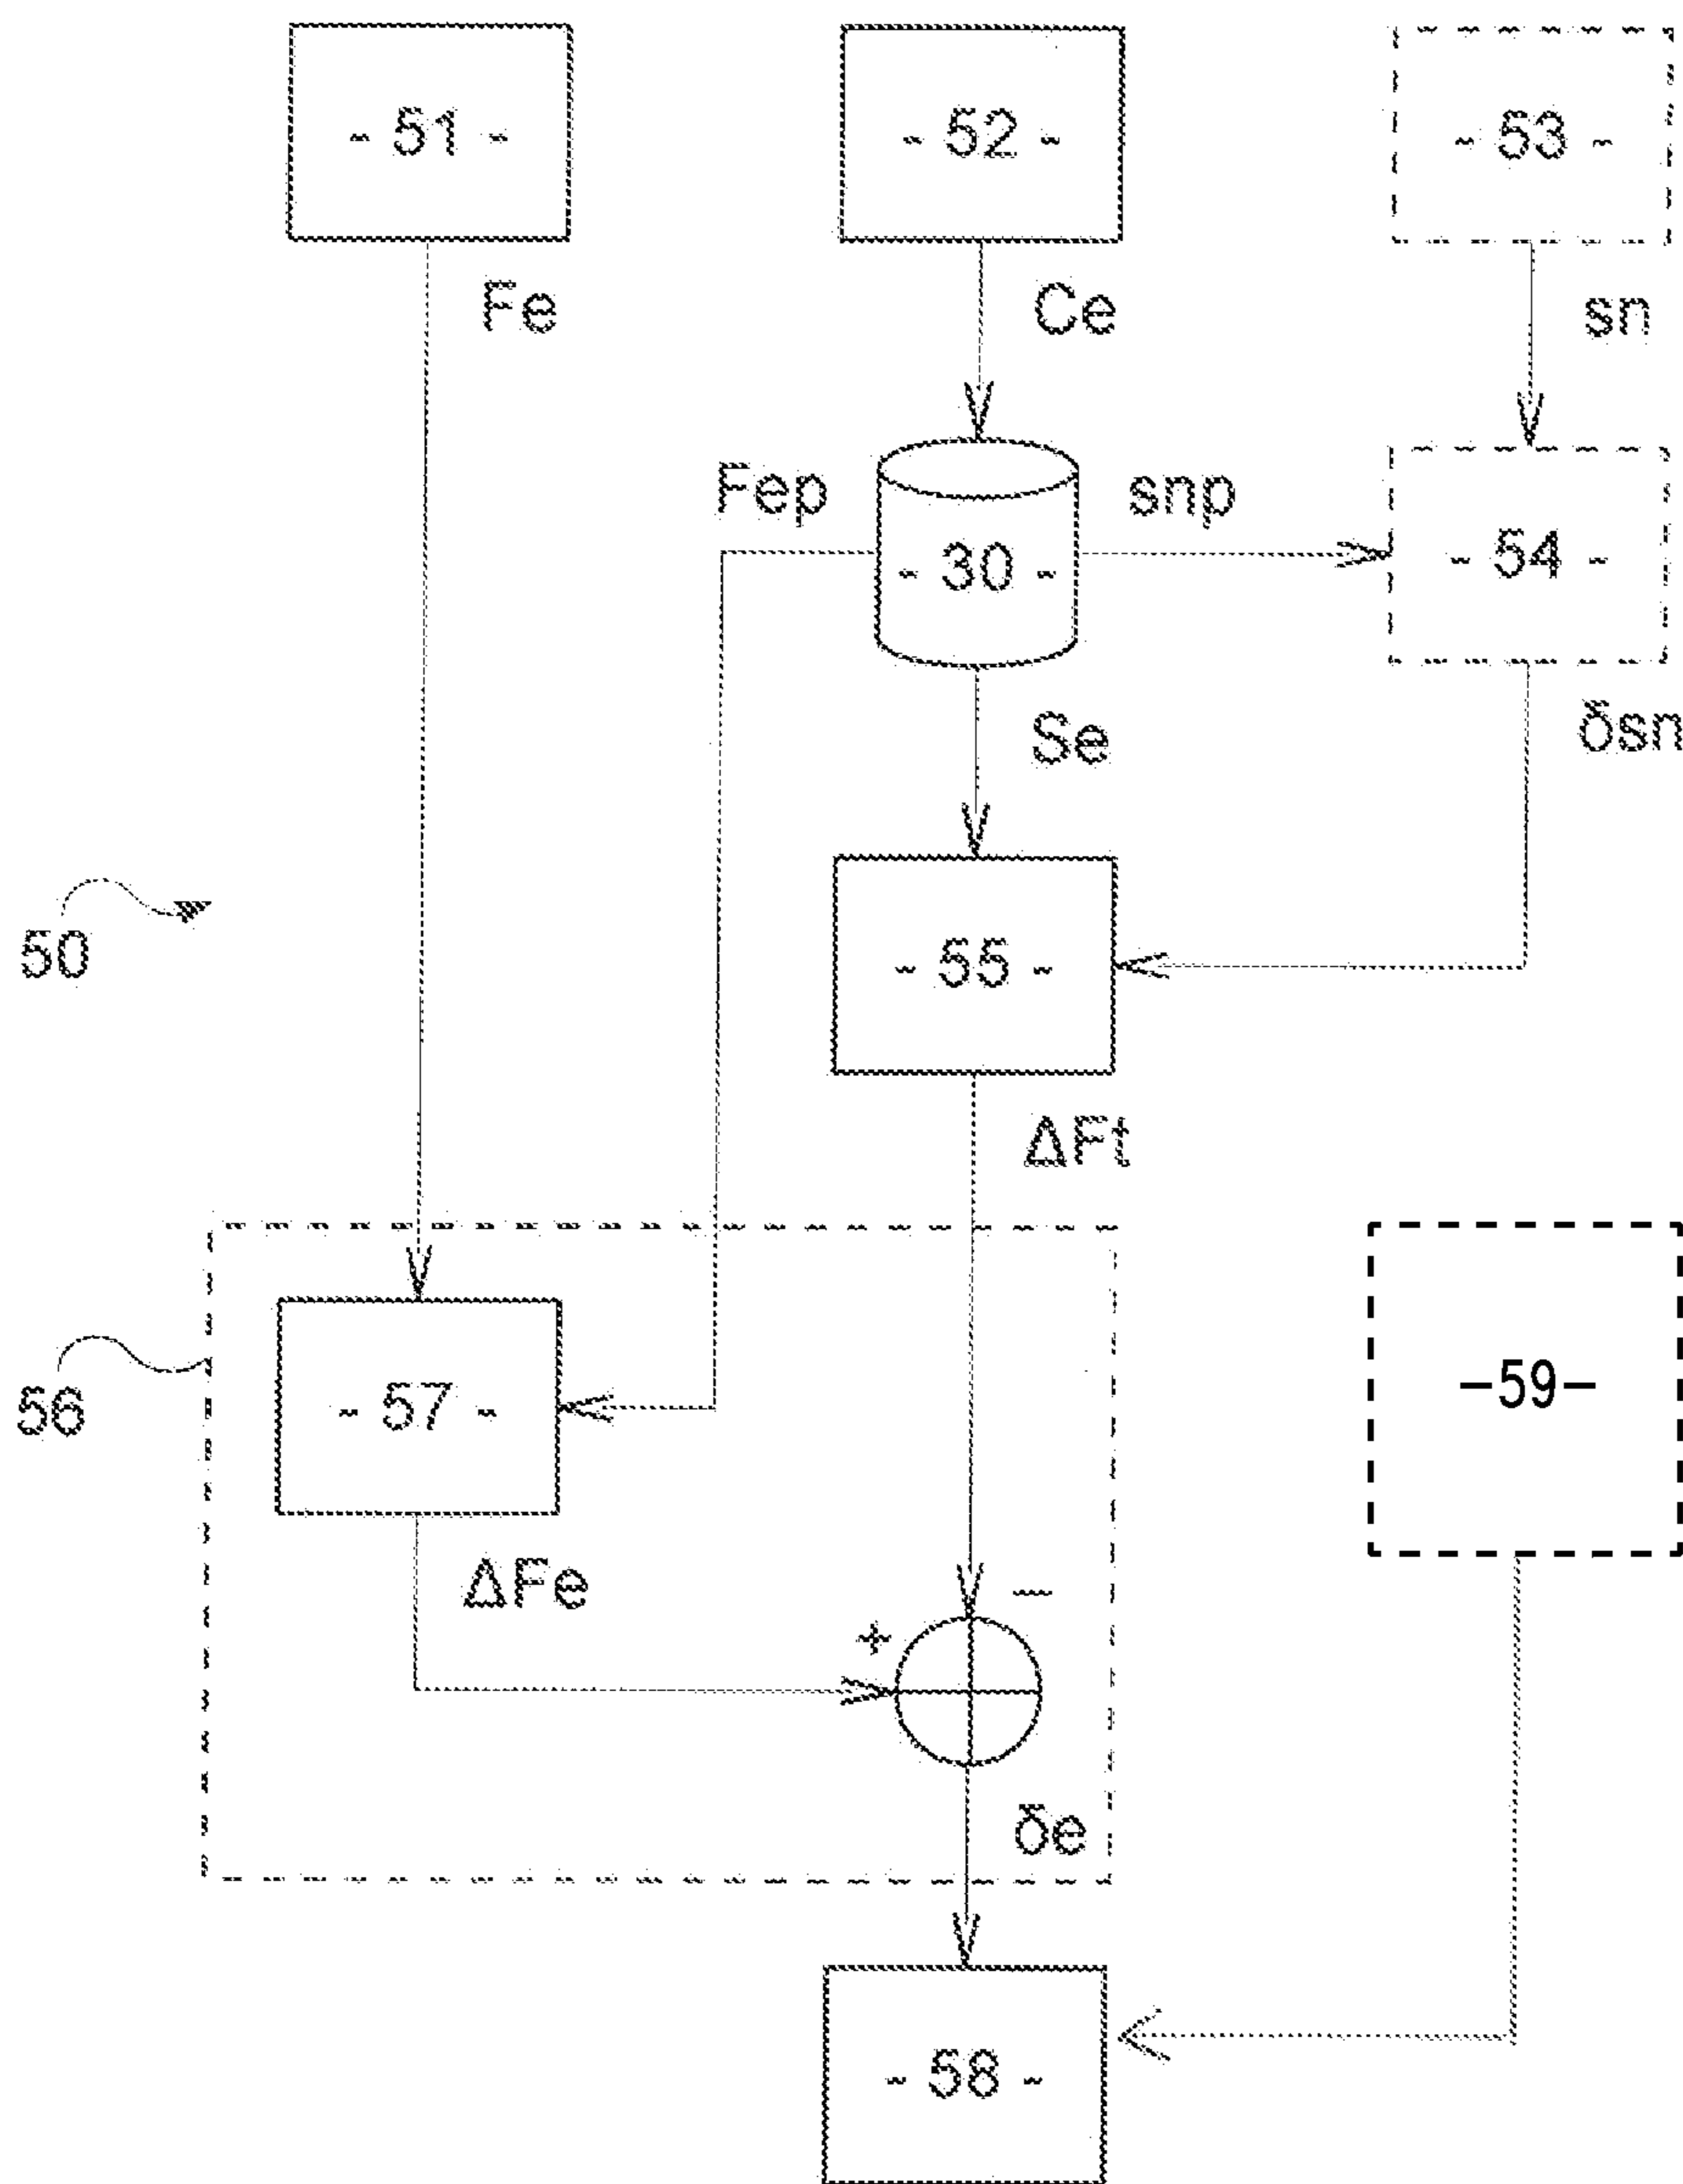 - 51 -
- 52 -
- 53 -
Fe
Ce
sn
Fep
snp
- 30 -
- 54 -
Se
δsn
50
- 55 -
ΔFt
56
- 57 -
-59-
ΔFe
+
−
δe
- 58 -